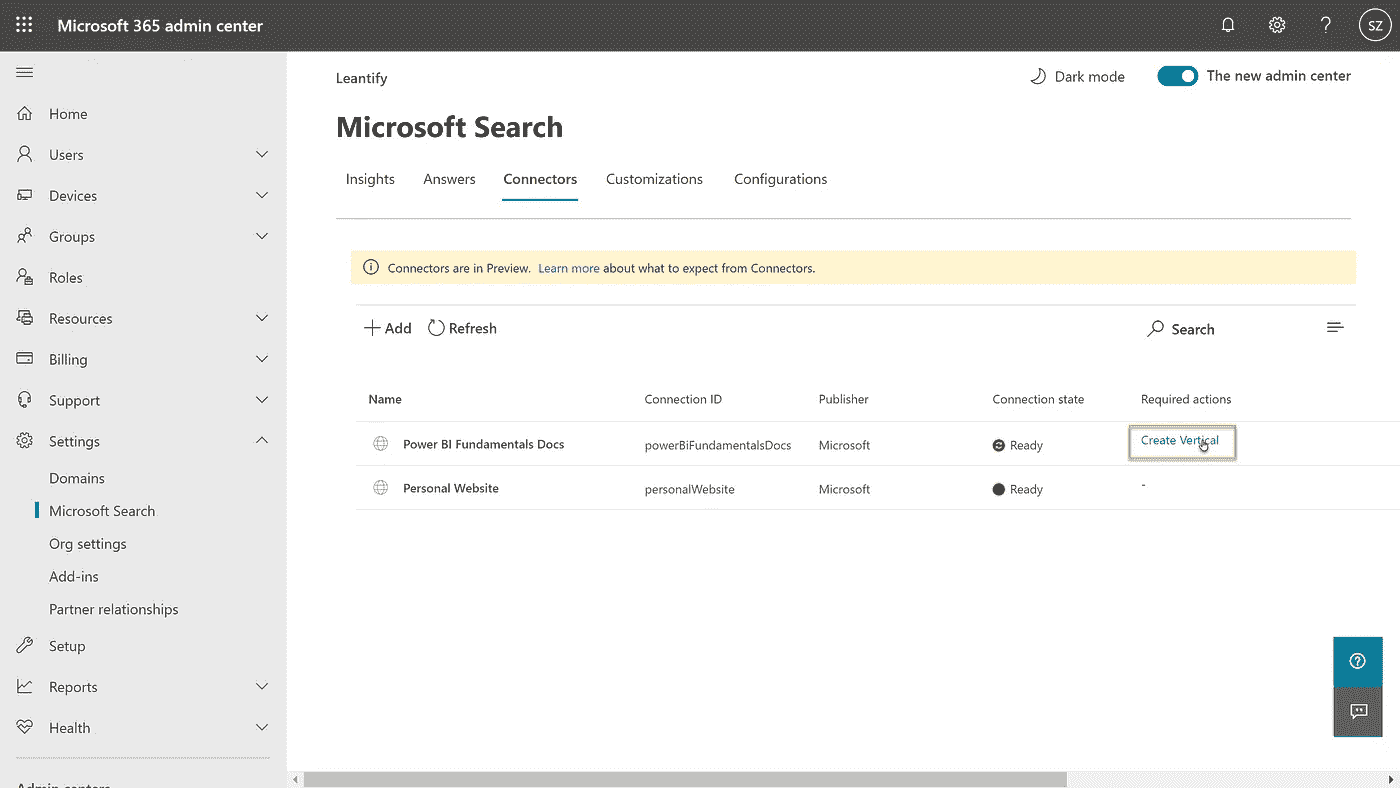 Microsoft 365 admin center
SZ
Leantify
Dark mode
The new admin center
Home
Users
Devices
Groups
Roles
Resources
Billing
Support
Settings
Domains
Microsoft Search
Org settings
Add-ins
Partner relationships
Setup
Reports
Health
Admin centers
Microsoft Search
Insights Answers Connectors Customizations Configurations
Connectors are in Preview. Learn more about what to expect from Connectors.
Add Refresh Search
Name Connection ID Publisher Connection state Required actions
Power BI Fundamentals Docs powerBiFundamentalsDocs Microsoft Ready Create Vertical
Personal Website personalWebsite Microsoft Ready -